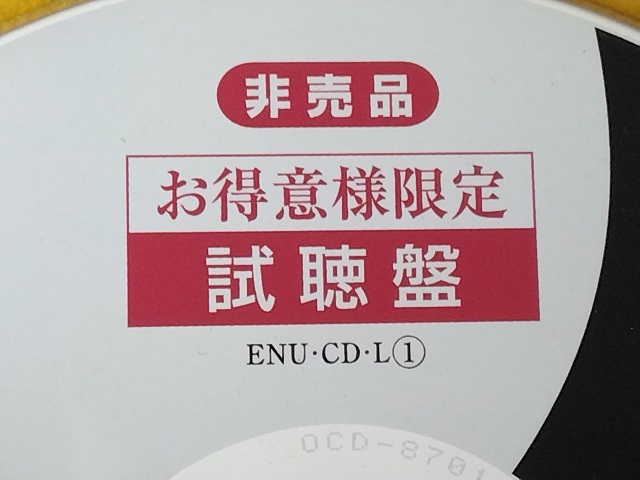 非売品
お得意様限定
試聴盤
ENU·CD·L①
OCD-8701